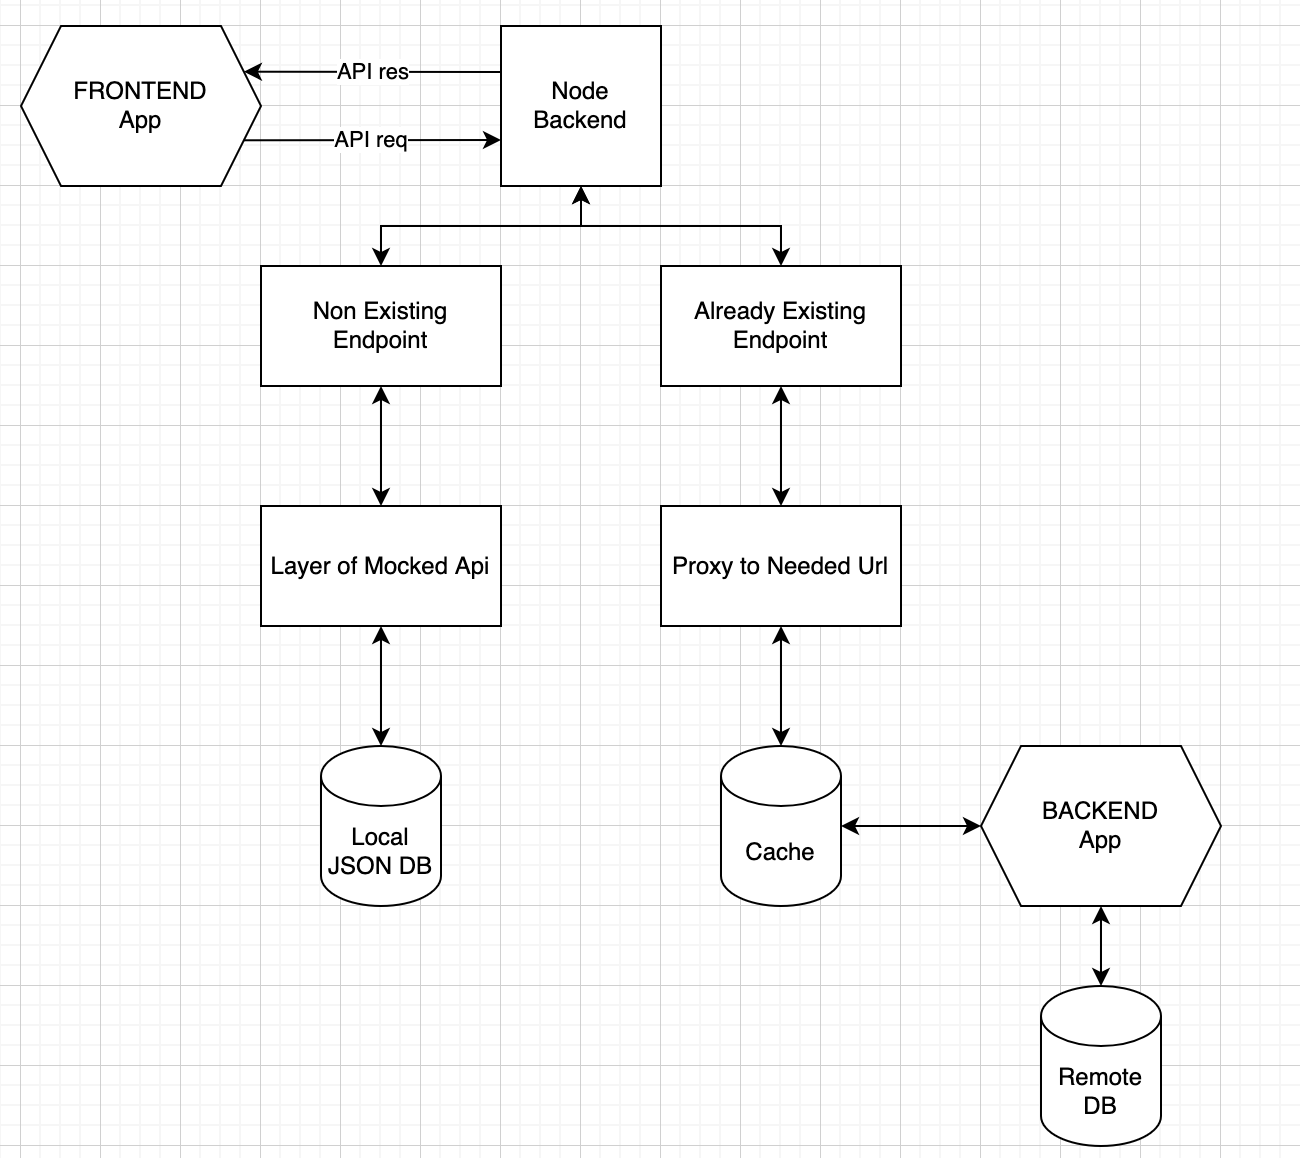 FRONTEND
App
API res
API req
Node
Backend
Non Existing
Endpoint
Already Existing
Endpoint
Layer of Mocked Api
Proxy to Needed Url
Local
JSON DB
Cache
BACKEND
App
Remote
DB